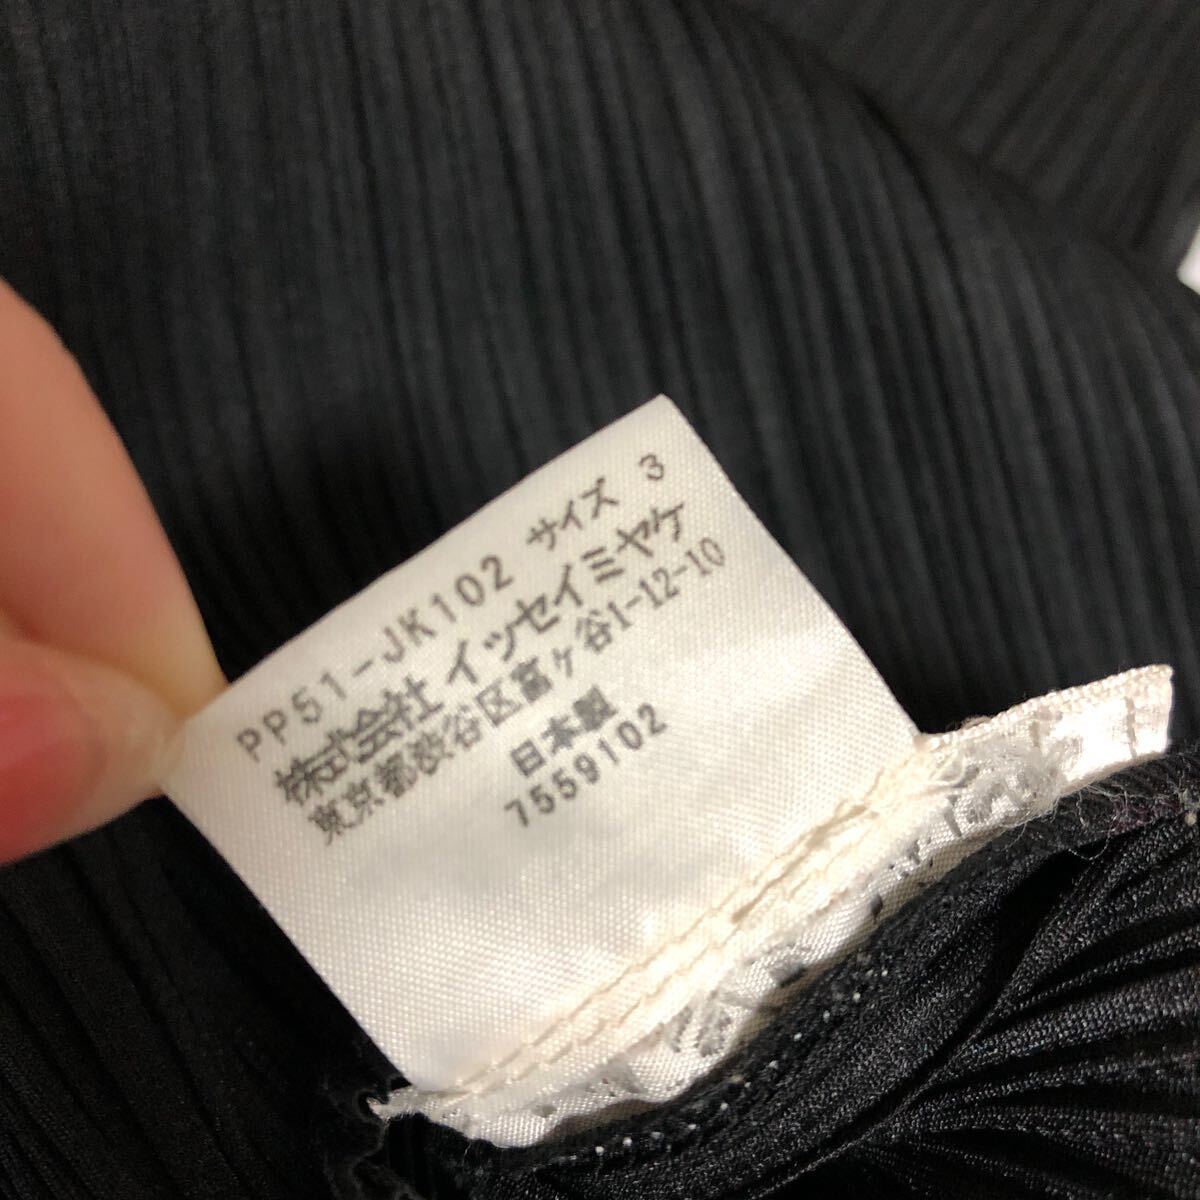 PP51-JK102 サイズ 3
株式会社 イッセイミヤケ
東京都渋谷区富ヶ谷1-12-10
日本製
7559102